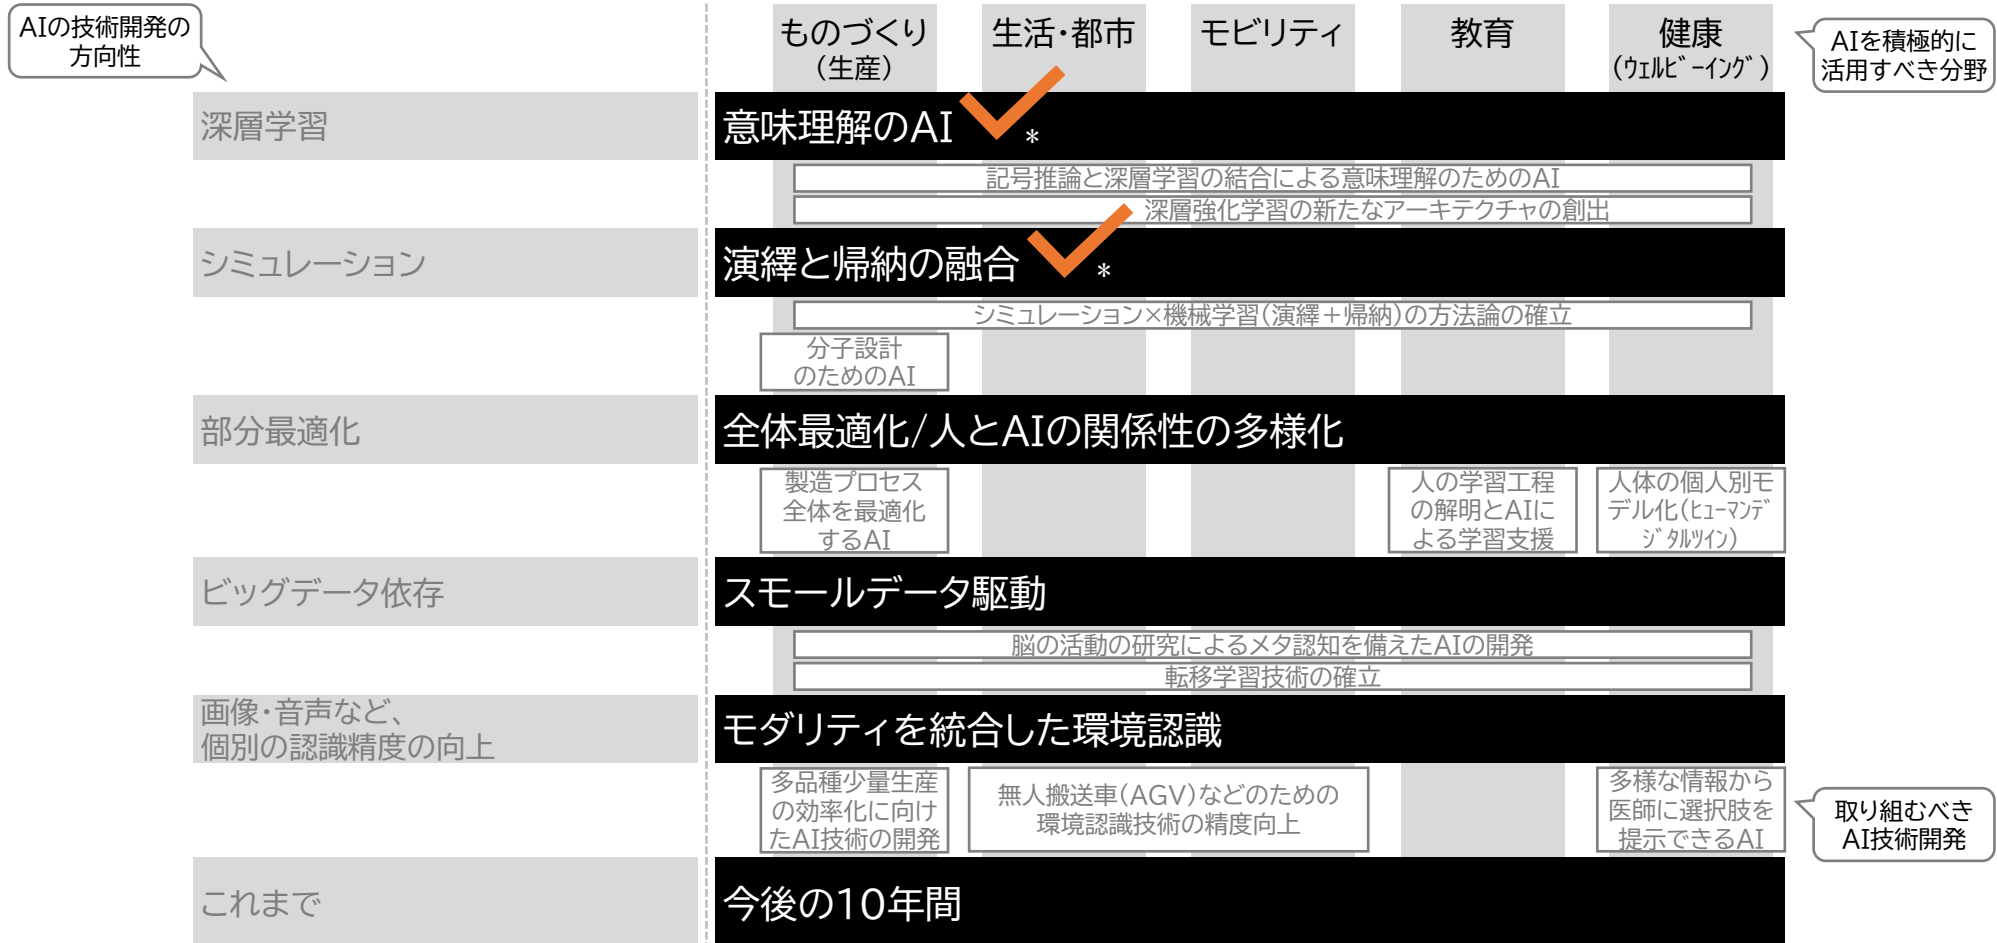 AIの技術開発の
方向性
ものづくり
(生産)
生活・都市
モビリティ
教育
健康
(ｳｪﾙﾋﾞｰｲﾝｸﾞ)
AIを積極的に
活用すべき分野
深層学習
意味理解のAI
*
記号推論と深層学習の結合による意味理解のためのAI
深層強化学習の新たなアーキテクチャの創出
シミュレーション
演繹と帰納の融合
*
シミュレーション×機械学習(演繹+帰納)の方法論の確立
分子設計
のためのAI
部分最適化
全体最適化/人とAIの関係性の多様化
製造プロセス
全体を最適化
するAI
人の学習工程
の解明とAIに
よる学習支援
人体の個人別モ
デル化(ﾋｭｰﾏﾝﾃﾞ
ｼﾞﾀﾙﾂｲﾝ)
ビッグデータ依存
スモールデータ駆動
脳の活動の研究によるメタ認知を備えたAIの開発
転移学習技術の確立
画像・音声など、
個別の認識精度の向上
モダリティを統合した環境認識
多品種少量生産
の効率化に向け
たAI技術の開発
無人搬送車(AGV)などのための
環境認識技術の精度向上
多様な情報から
医師に選択肢を
提示できるAI
取り組むべき
AI技術開発
これまで
今後の10年間